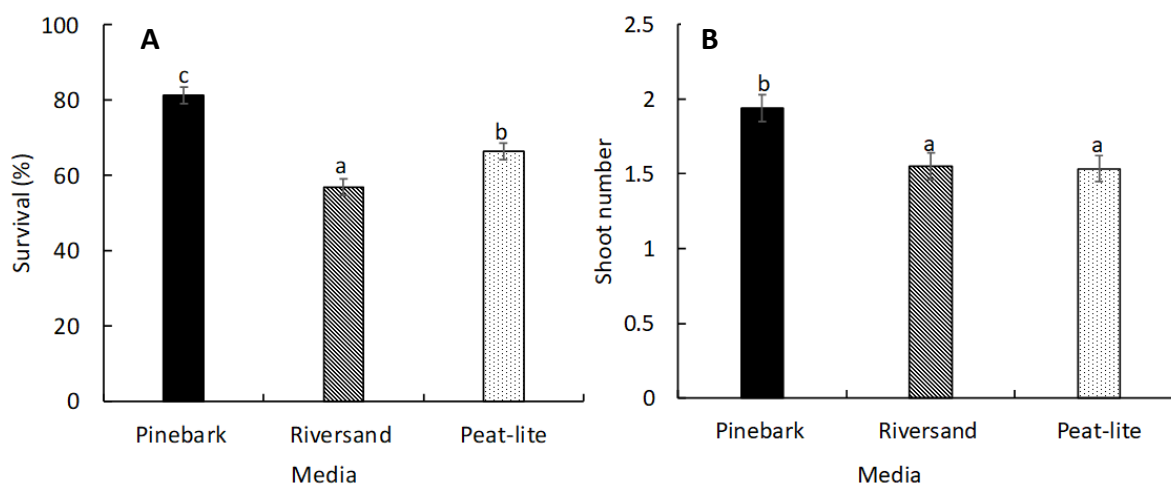 A
Survival (%)
100
80
60
40
20
0
c
a
b
Pinebark Riversand Peat-lite
Media
B
Shoot number
2.5
2
1.5
1
0.5
0
b
a
a
Pinebark Riversand Peat-lite
Media